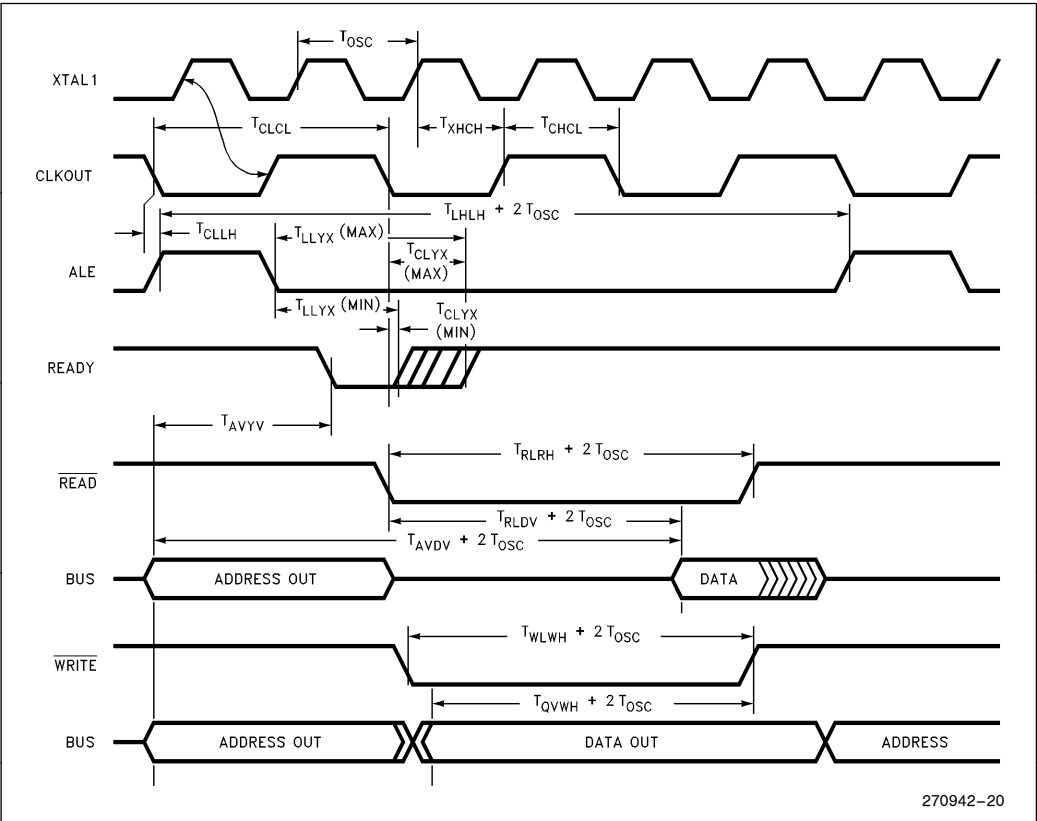 T_OSC
XTAL1
T_CLCL
T_XHCH
T_CHCL
CLKOUT
T_LHLH + 2 T_OSC
T_CLLH
T_LLYX (MAX)
T_CLYX
(MAX)
ALE
T_LLYX (MIN)
T_CLYX
(MIN)
READY
T_AVYV
T_RLRH + 2 T_OSC
READ
T_RLDV + 2 T_OSC
T_AVDV + 2 T_OSC
BUS
ADDRESS OUT
DATA
T_WLWH + 2 T_OSC
WRITE
T_QVWH + 2 T_OSC
BUS
ADDRESS OUT
DATA OUT
ADDRESS
270942-20